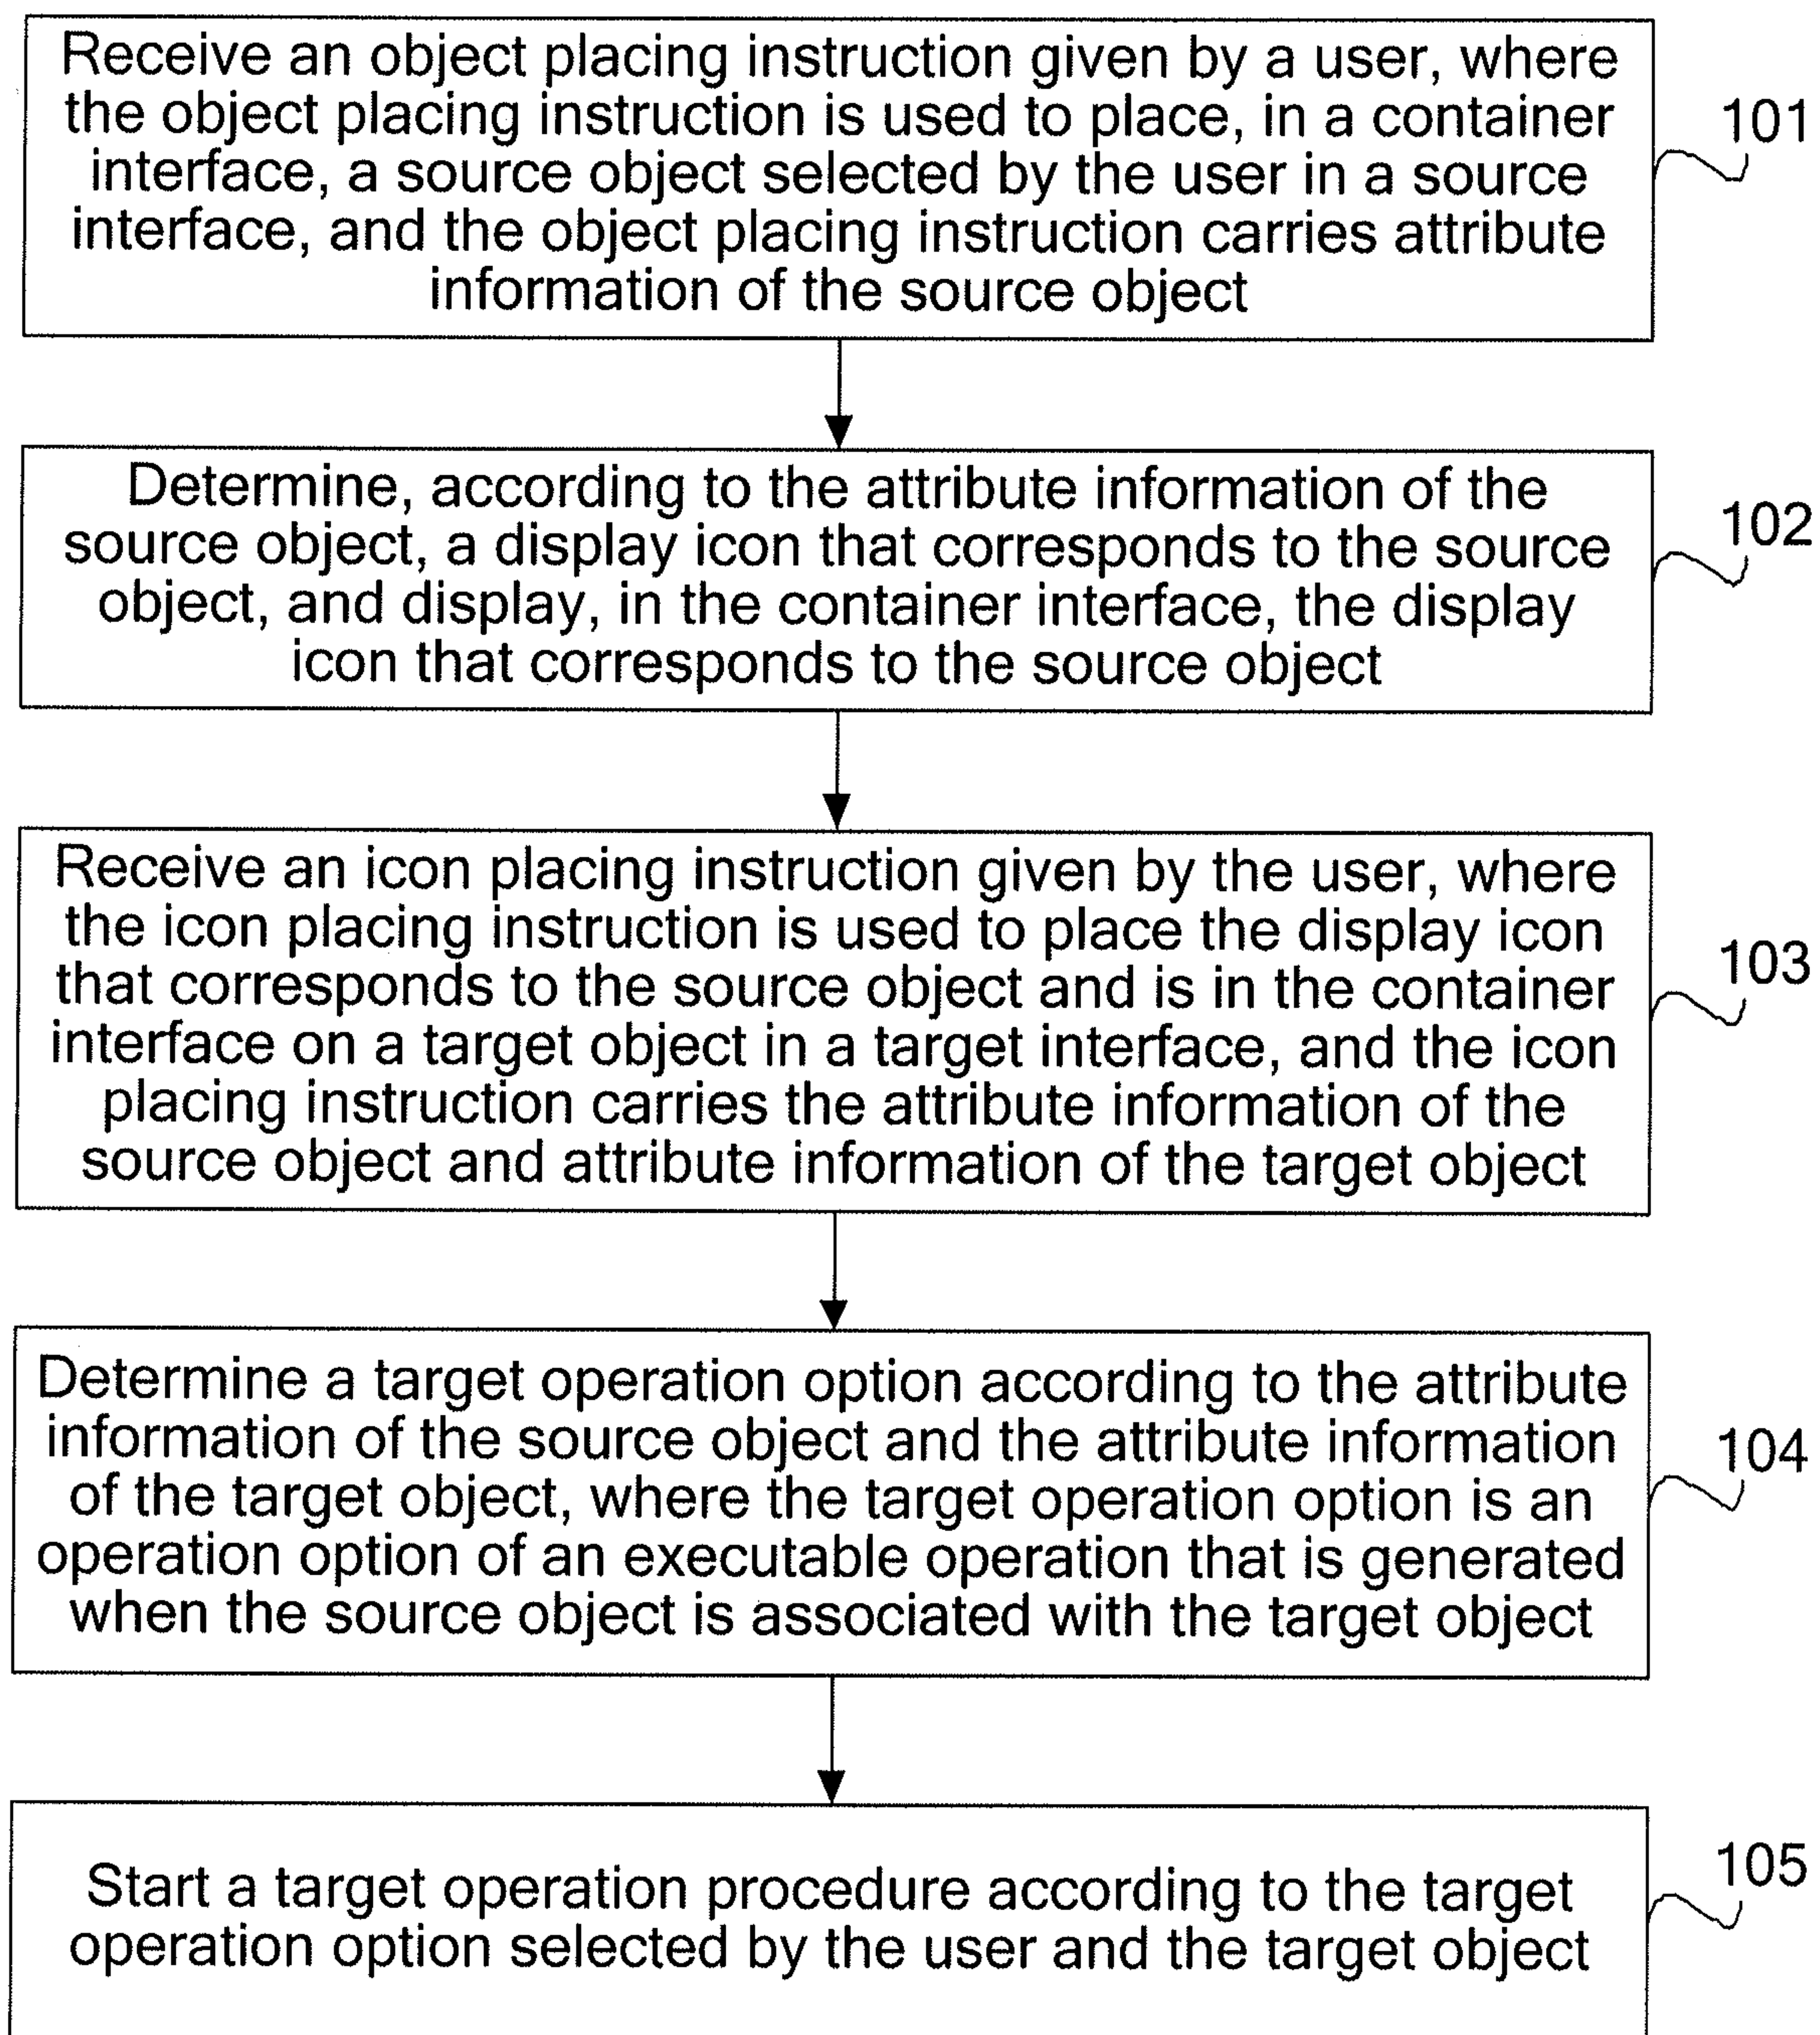 Receive an object placing instruction given by a user, where
the object placing instruction is used to place, in a container
interface, a source object selected by the user in a source
interface, and the object placing instruction carries attribute
information of the source object
101
Determine, according to the attribute information of the
source object, a display icon that corresponds to the source
object, and display, in the container interface, the display
icon that corresponds to the source object
102
Receive an icon placing instruction given by the user, where
the icon placing instruction is used to place the display icon
that corresponds to the source object and is in the container
interface on a target object in a target interface, and the icon
placing instruction carries the attribute information of the
source object and attribute information of the target object
103
Determine a target operation option according to the attribute
information of the source object and the attribute information
of the target object, where the target operation option is an
operation option of an executable operation that is generated
when the source object is associated with the target object
104
Start a target operation procedure according to the target
operation option selected by the user and the target object
105